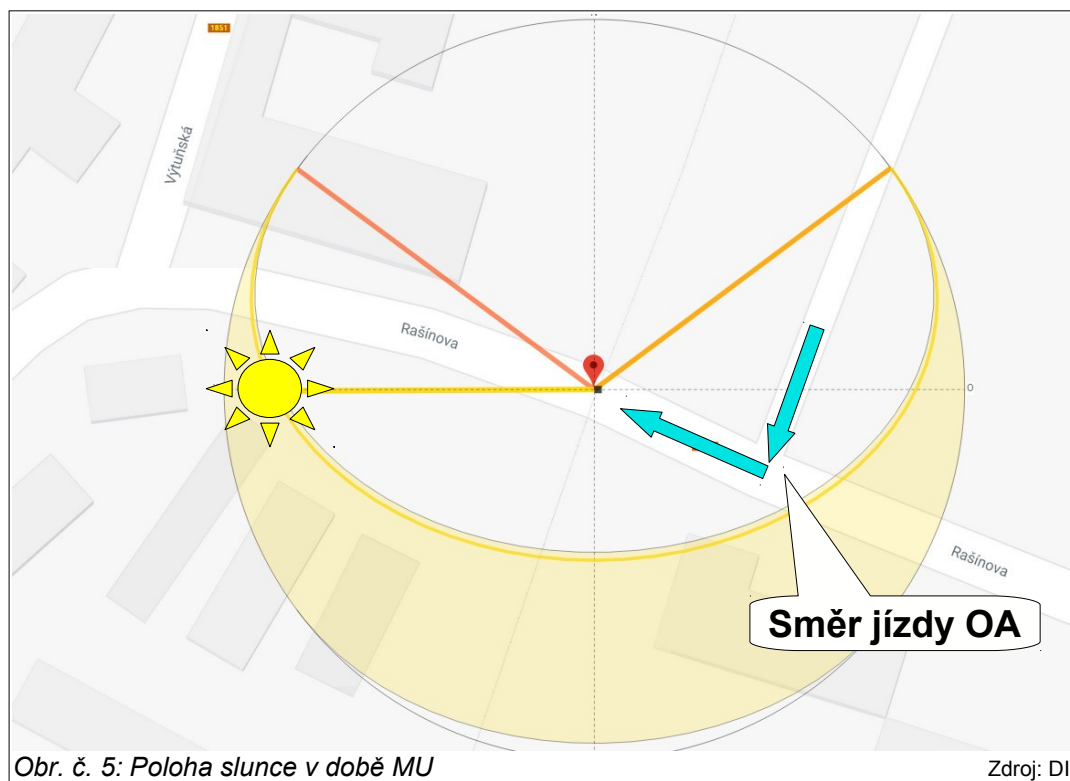 1851
Výtuňská
Rašínova
0
Rašínova
Směr jízdy OA
Obr. č. 5: Poloha slunce v době MU
Zdroj: DI